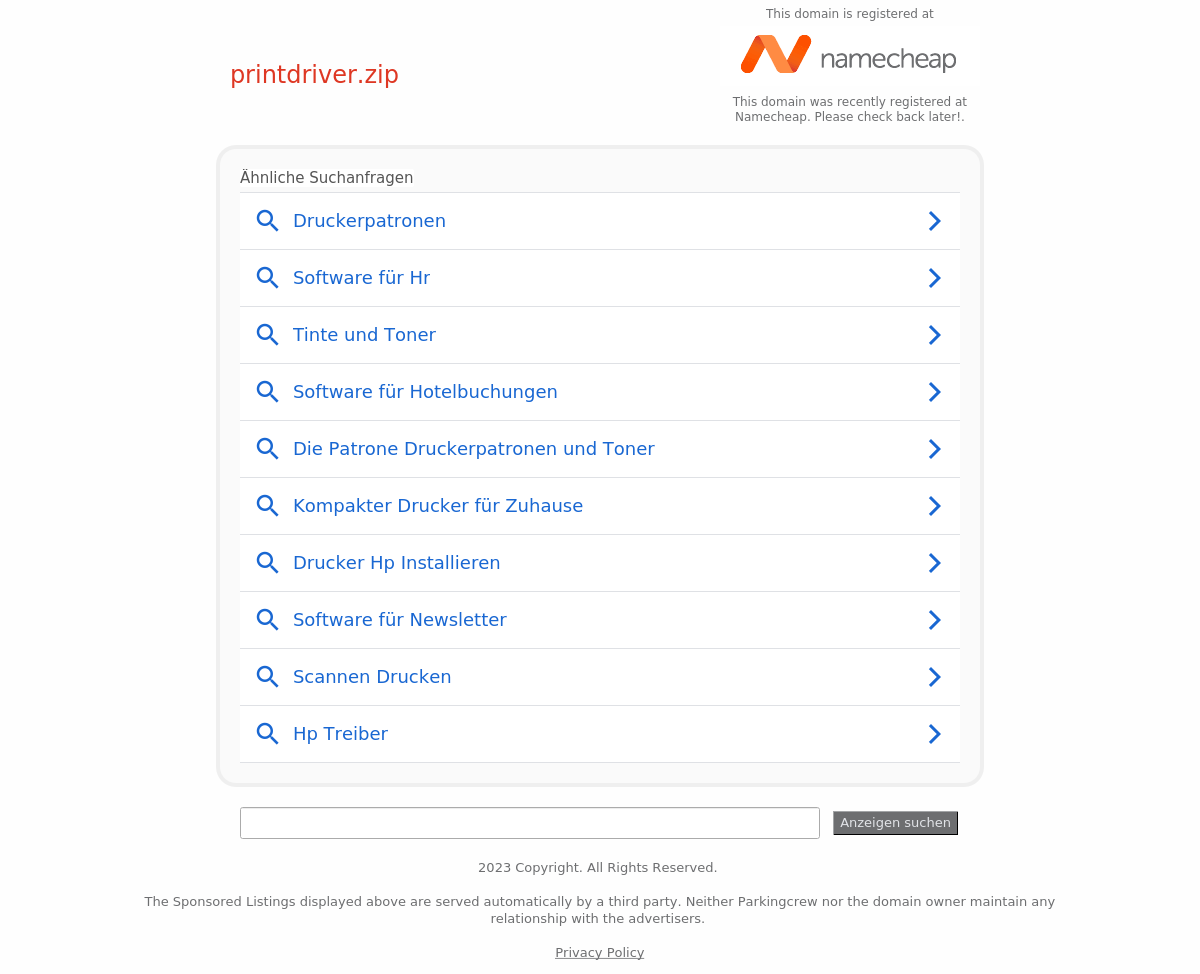 This domain is registered at
namecheap
printdriver.zip
This domain was recently registered at
Namecheap. Please check back later!.
Ähnliche Suchanfragen
Druckerpatronen
Software für Hr
Tinte und Toner
Software für Hotelbuchungen
Die Patrone Druckerpatronen und Toner
Kompakter Drucker für Zuhause
Drucker Hp Installieren
Software für Newsletter
Scannen Drucken
Hp Treiber
Anzeigen suchen
2023 Copyright. All Rights Reserved.
The Sponsored Listings displayed above are served automatically by a third party. Neither Parkingcrew nor the domain owner maintain any
relationship with the advertisers.
Privacy Policy